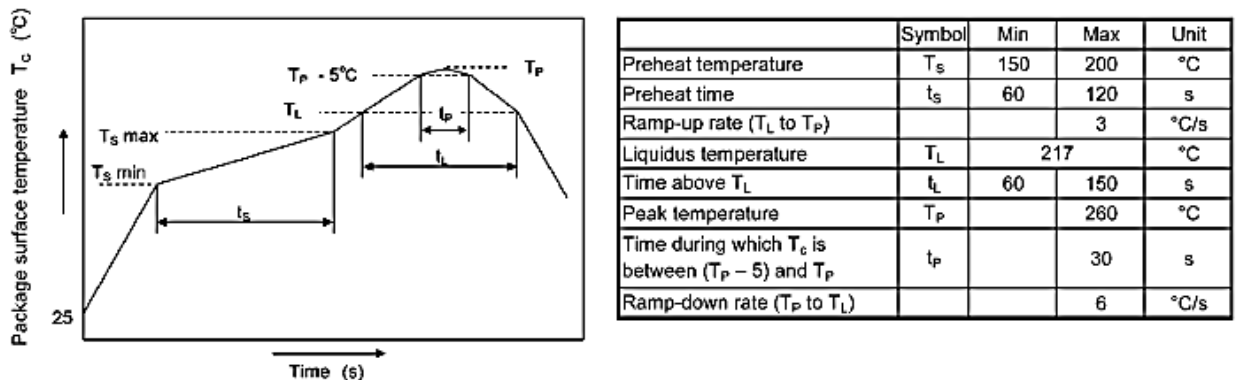 Package surface temperature T_C (°C)
T_P - 5°C
T_P
T_L
t_P
T_S max
t_L
T_S min
t_S
25
Time (s)
Symbol Min Max Unit
Preheat temperature T_S 150 200 °C
Preheat time t_S 60 120 s
Ramp-up rate (T_L to T_P) 3 °C/s
Liquidus temperature T_L 217 °C
Time above T_L t_L 60 150 s
Peak temperature T_P 260 °C
Time during which T_c is
between (T_P – 5) and T_P t_P 30 s
Ramp-down rate (T_P to T_L) 6 °C/s